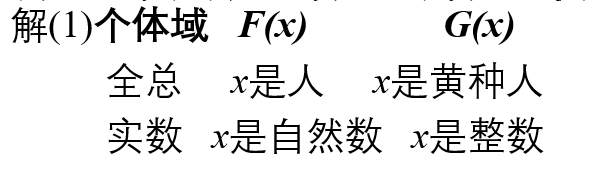 解(1)个体域 F(x) G(x)
全总 x是人 x是黄种人
实数 x是自然数 x是整数